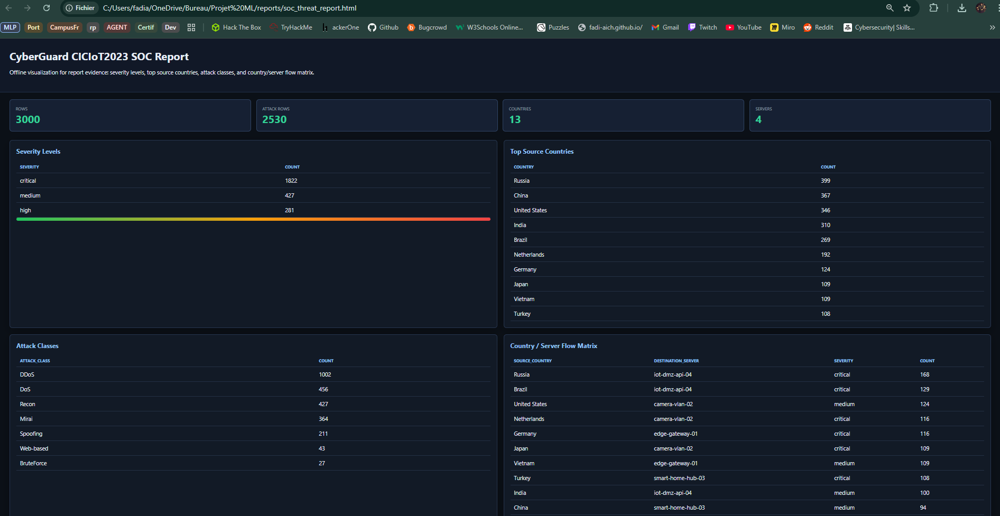 Fichier C:/Users/fadia/OneDrive/Bureau/Projet%20ML/reports/soc_threat_report.html
MLP Port CampusFr rp AGENT Certif Dev Hack The Box TryHackMe ackerOne Github Bugcrowd W3Schools Online... Puzzles fadi-aich.github.io/ Gmail Twitch YouTube Miro Reddit Cybersecurity| Skills... »
CyberGuard CICIoT2023 SOC Report
Offline visualization for report evidence: severity levels, top source countries, attack classes, and country/server flow matrix.
ROWS
3000
ATTACK ROWS
2530
COUNTRIES
13
SERVERS
4
Severity Levels
SEVERITY COUNT
critical 1822
medium 427
high 281
Top Source Countries
COUNTRY COUNT
Russia 399
China 367
United States 346
India 310
Brazil 269
Netherlands 192
Germany 124
Japan 109
Vietnam 109
Turkey 108
Attack Classes
ATTACK_CLASS COUNT
DDoS 1002
DoS 456
Recon 427
Mirai 364
Spoofing 211
Web-based 43
BruteForce 27
Country / Server Flow Matrix
SOURCE_COUNTRY DESTINATION_SERVER SEVERITY COUNT
Russia iot-dmz-api-04 critical 168
Brazil iot-dmz-api-04 critical 129
United States camera-vlan-02 medium 124
Netherlands camera-vlan-02 critical 116
Germany edge-gateway-01 critical 116
Japan camera-vlan-02 critical 109
Vietnam edge-gateway-01 medium 109
Turkey smart-home-hub-03 critical 108
India iot-dmz-api-04 medium 100
China smart-home-hub-03 medium 94